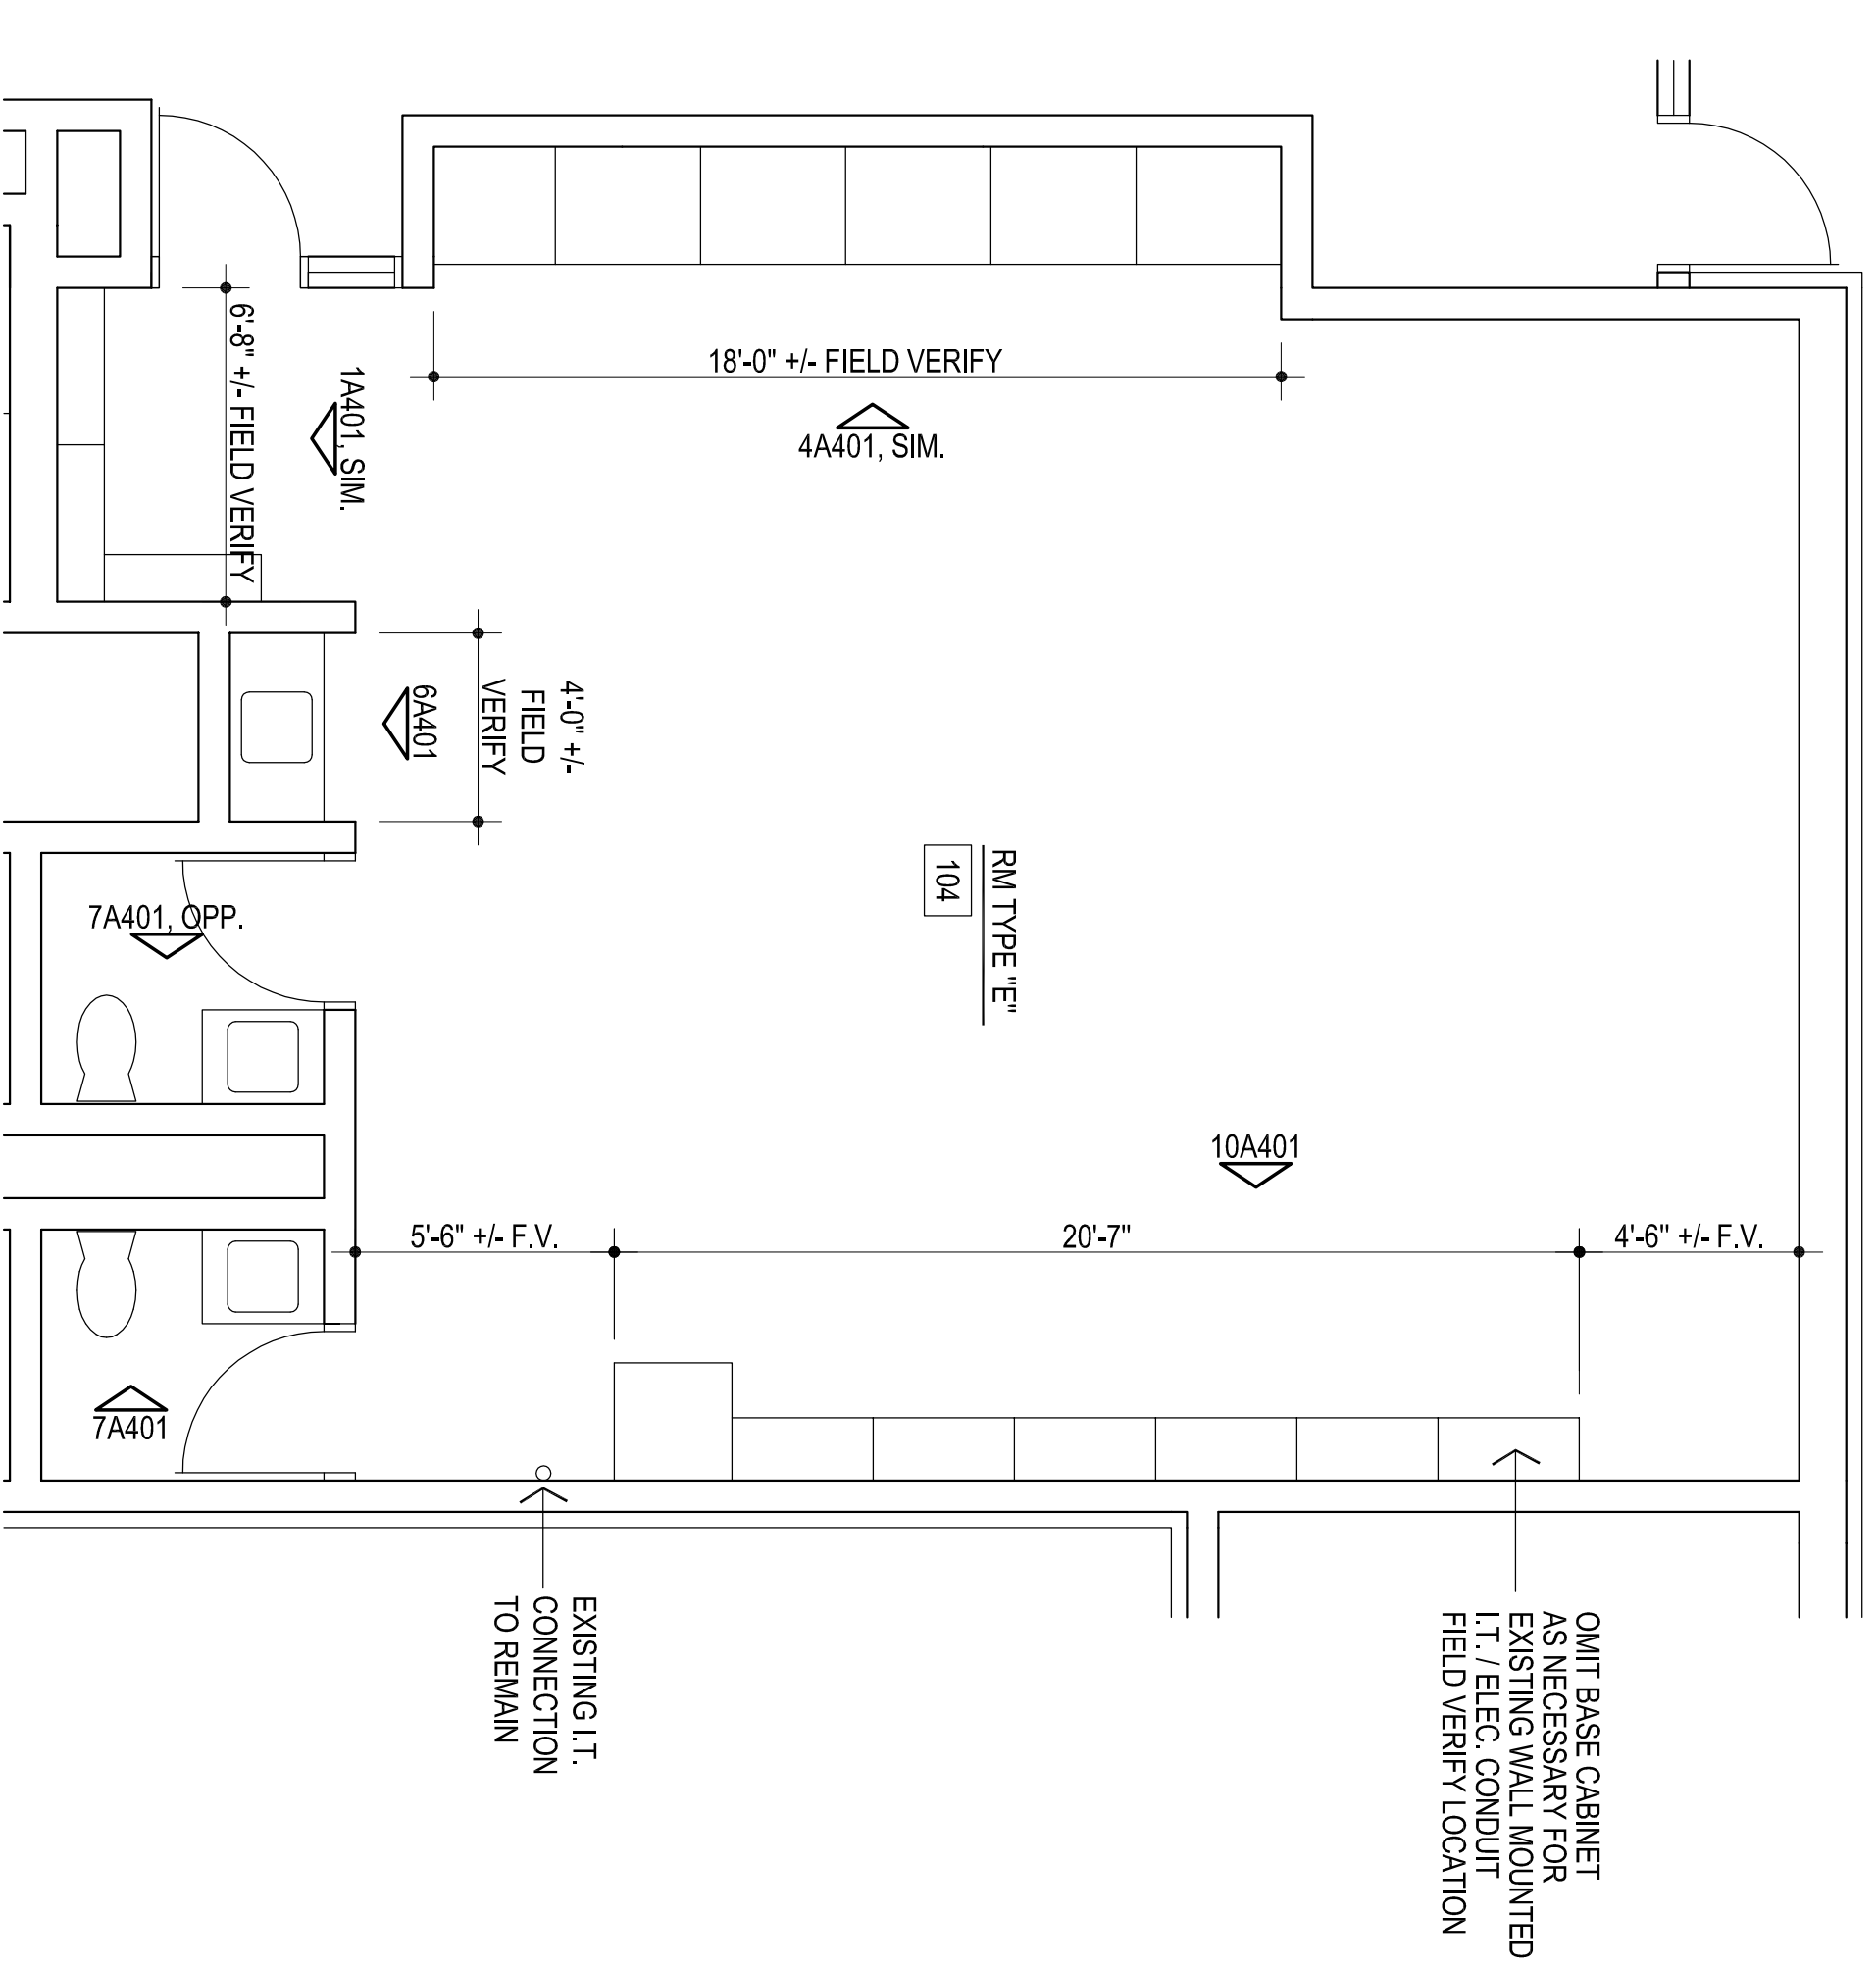 6'-8" +/- FIELD VERIFY
1A401, SIM.
18'-0" +/- FIELD VERIFY
4A401, SIM.
4'-0" +/-
FIELD
VERIFY
6A401
RM TYPE "E"
104
7A401, OPP.
10A401
5'-6" +/- F.V.
20'-7"
4'-6" +/- F.V.
7A401
EXISTING I.T.
CONNECTION
TO REMAIN
OMIT BASE CABINET
AS NECESSARY FOR
EXISTING WALL MOUNTED
I.T. / ELEC. CONDUIT
FIELD VERIFY LOCATION